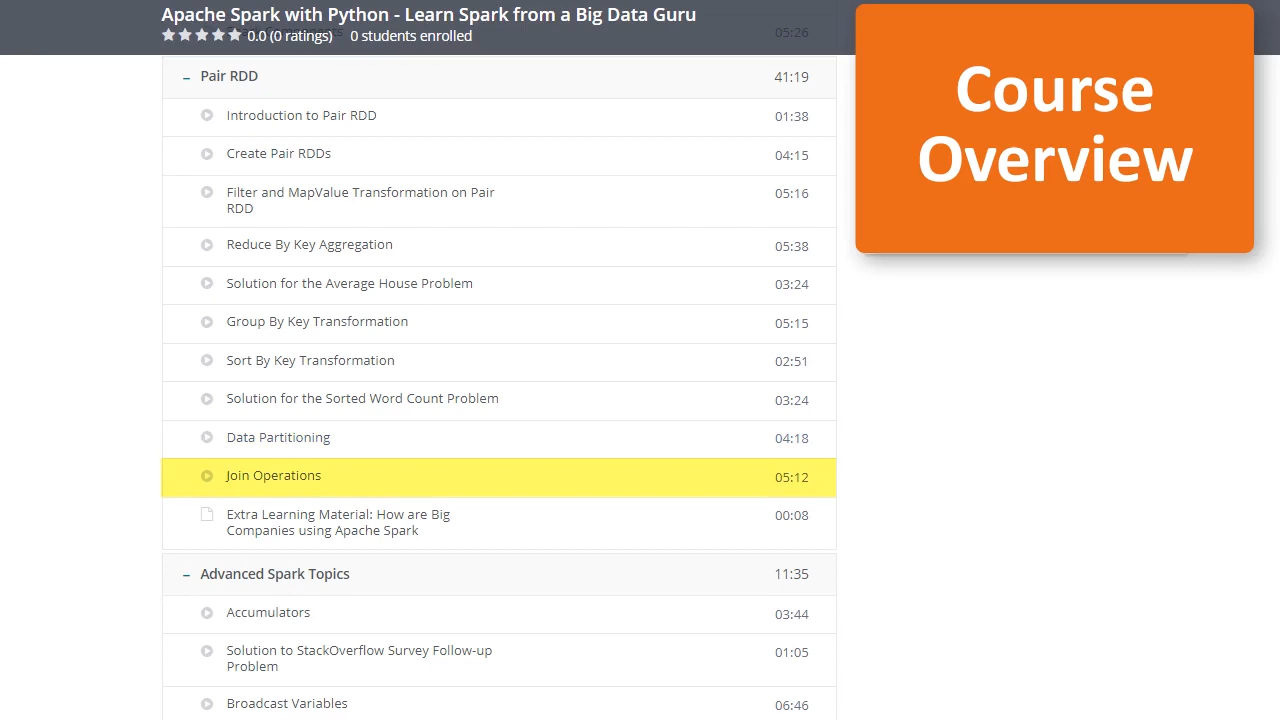 Apache Spark with Python - Learn Spark from a Big Data Guru
0.0 (0 ratings) 0 students enrolled
05:26
Course
Overview
– Pair RDD 41:19
Introduction to Pair RDD 01:38
Create Pair RDDs 04:15
Filter and MapValue Transformation on Pair 05:16
RDD
Reduce By Key Aggregation 05:38
Solution for the Average House Problem 03:24
Group By Key Transformation 05:15
Sort By Key Transformation 02:51
Solution for the Sorted Word Count Problem 03:24
Data Partitioning 04:18
Join Operations 05:12
Extra Learning Material: How are Big 00:08
Companies using Apache Spark
– Advanced Spark Topics 11:35
Accumulators 03:44
Solution to StackOverflow Survey Follow-up 01:05
Problem
Broadcast Variables 06:46